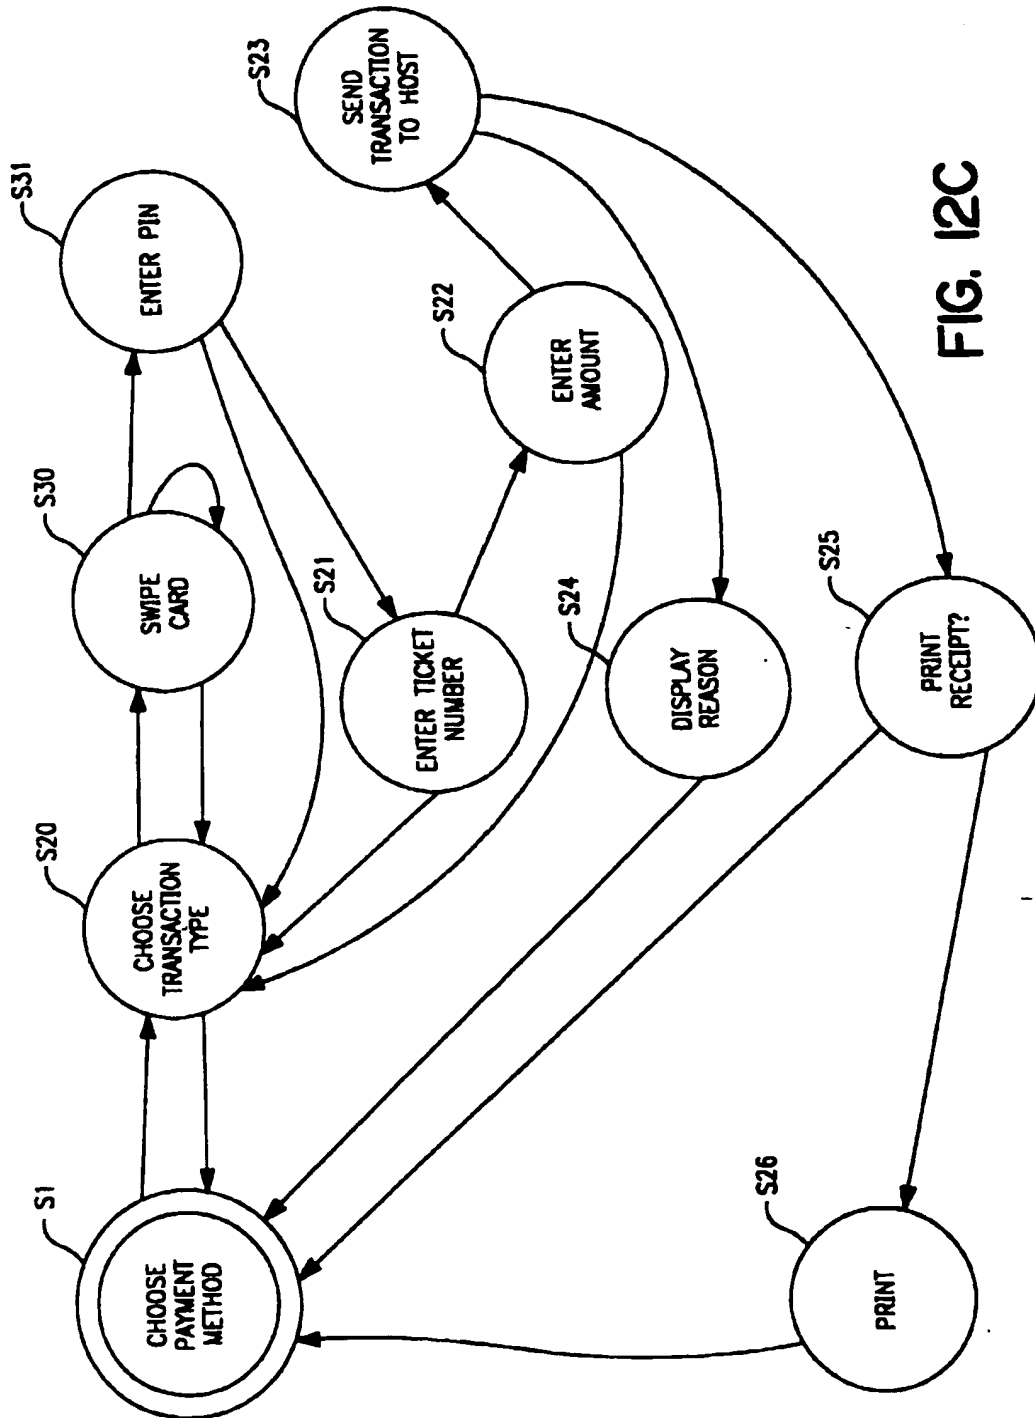 S1
CHOOSE
PAYMENT
METHOD
S20
CHOOSE
TRANSACTION
TYPE
S30
SWIPE
CARD
S31
ENTER PIN
S21
ENTER TICKET
NUMBER
S22
ENTER
AMOUNT
S23
SEND
TRANSACTION
TO HOST
S24
DISPLAY
REASON
S25
PRINT
RECEIPT?
S26
PRINT
FIG. 12C